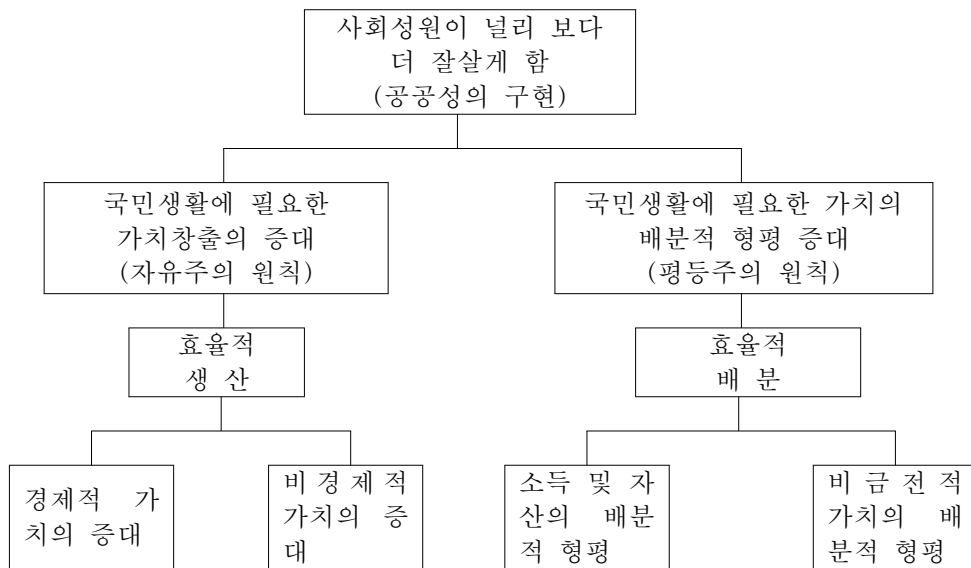 사회성원이 널리 보다
더 잘살게 함
(공공성의 구현)
국민생활에 필요한
가치창출의 증대
(자유주의 원칙)
국민생활에 필요한 가치의
배분적 형평 증대
(평등주의 원칙)
효율적
생 산
효율적
배 분
경제적 가
치의 증대
비경제적
가치의 증
대
소득 및 자
산의 배분
적 형평
비금전적
가치의 배
분적 형평